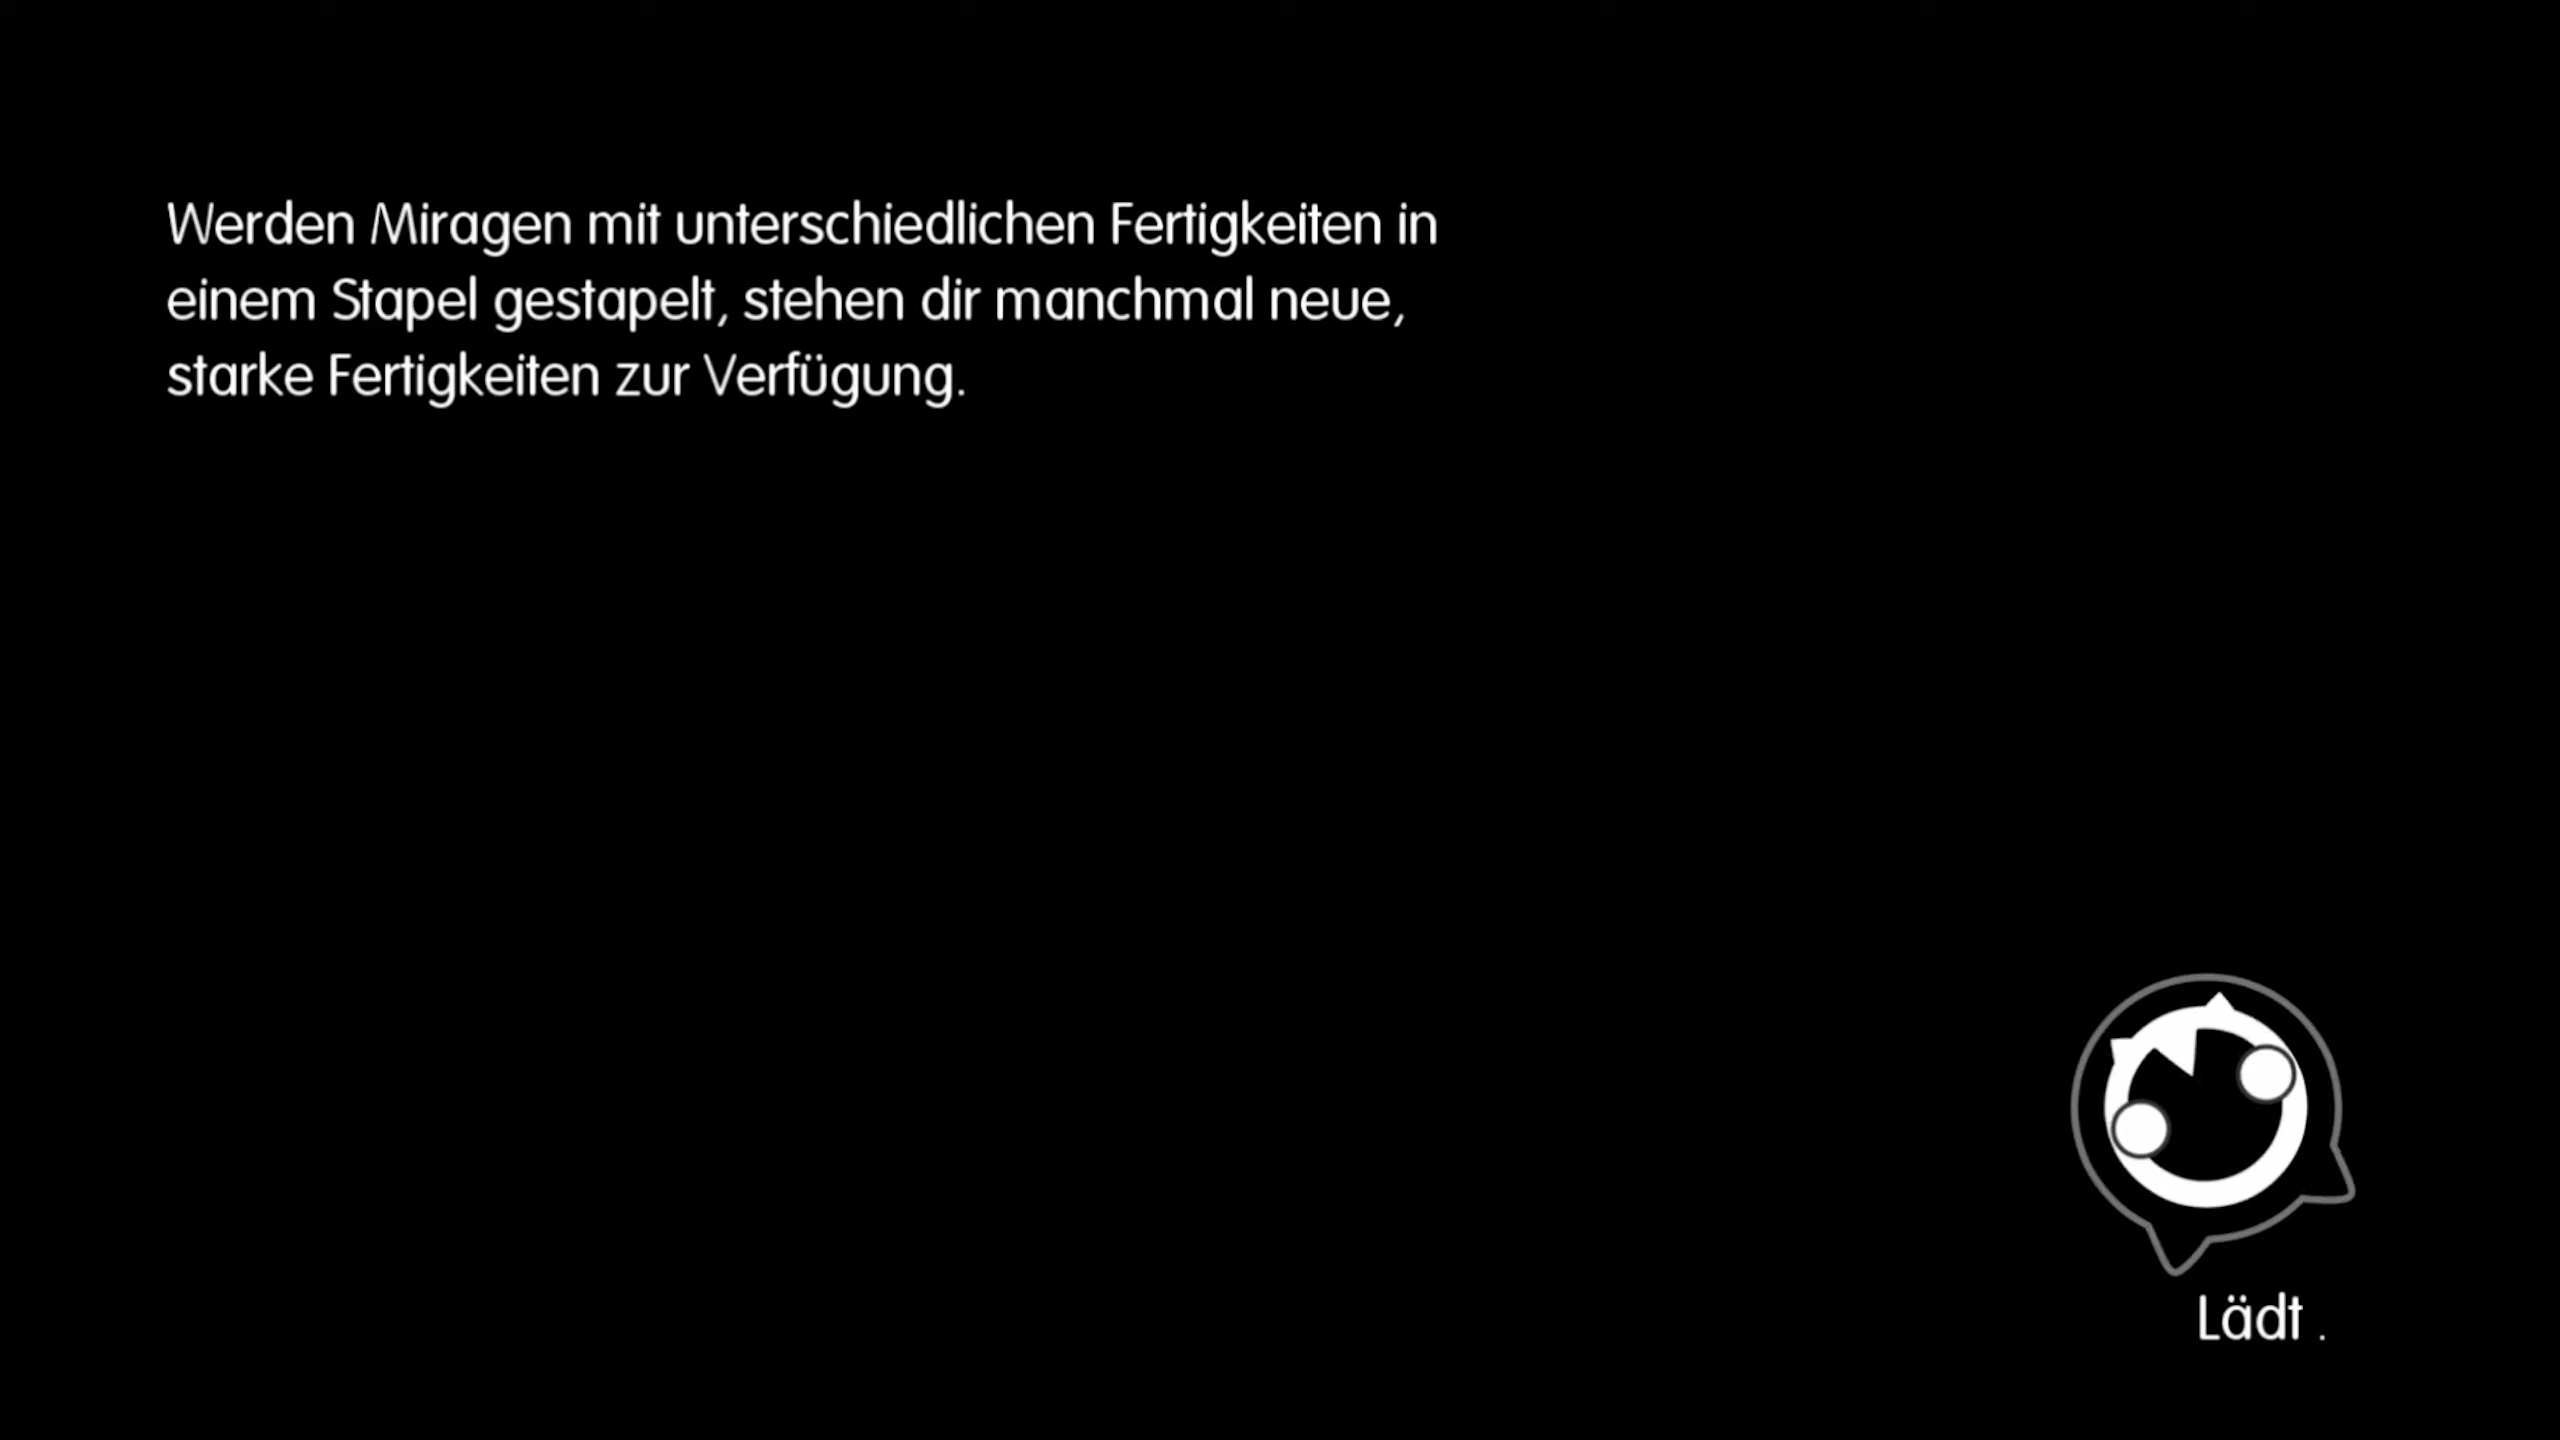 Werden Miragen mit unterschiedlichen Fertigkeiten in
einem Stapel gestapelt, stehen dir manchmal neue,
starke Fertigkeiten zur Verfügung.
Lädt .